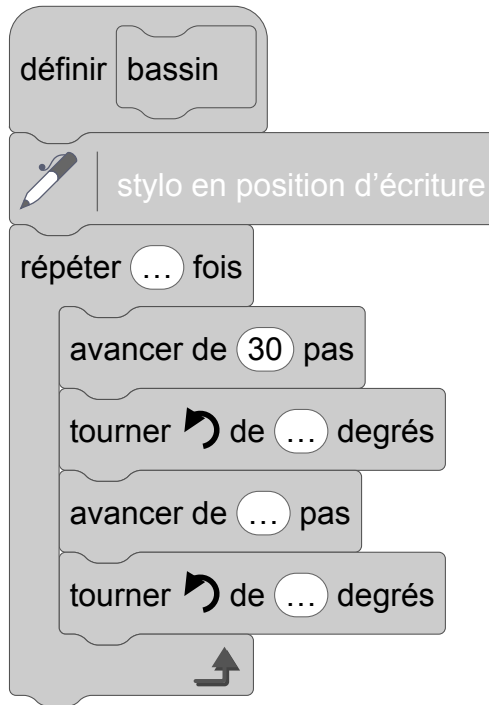 définir bassin
stylo en position d’écriture
répéter … fois
avancer de 30 pas
tourner de … degrés
avancer de … pas
tourner de … degrés